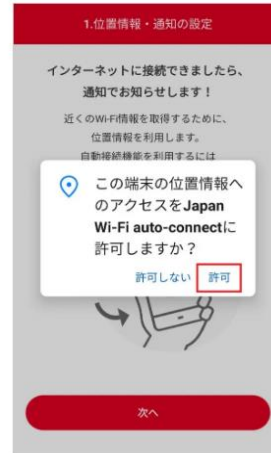 1.位置情報・通知の設定
インターネットに接続できましたら、
通知でお知らせします！
近くのWi-Fi情報を取得するために、
位置情報を利用します。
自動接続機能を利用するには
この端末の位置情報へ
のアクセスをJapan
Wi-Fi auto-connectに
許可しますか？
許可しない 許可
次へ